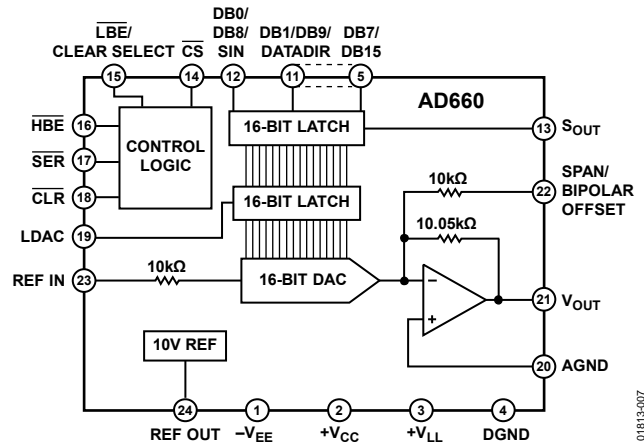 DB0/
DB8/
SIN
DB1/DB9/
DATADIR
DB7/
DB15
LBE/
CLEAR SELECT
CS
15
14
12
11
5
AD660
HBE
16
SER
17
CLR
18
LDAC
19
REF IN
23
CONTROL
LOGIC
16-BIT LATCH
16-BIT LATCH
16-BIT DAC
10kΩ
10kΩ
10.05kΩ
–
+
13
SOUT
22
SPAN/
BIPOLAR
OFFSET
21
VOUT
20
AGND
10V REF
24
1
2
3
4
REF OUT
–VEE
+VCC
+VLL
DGND
01813-007